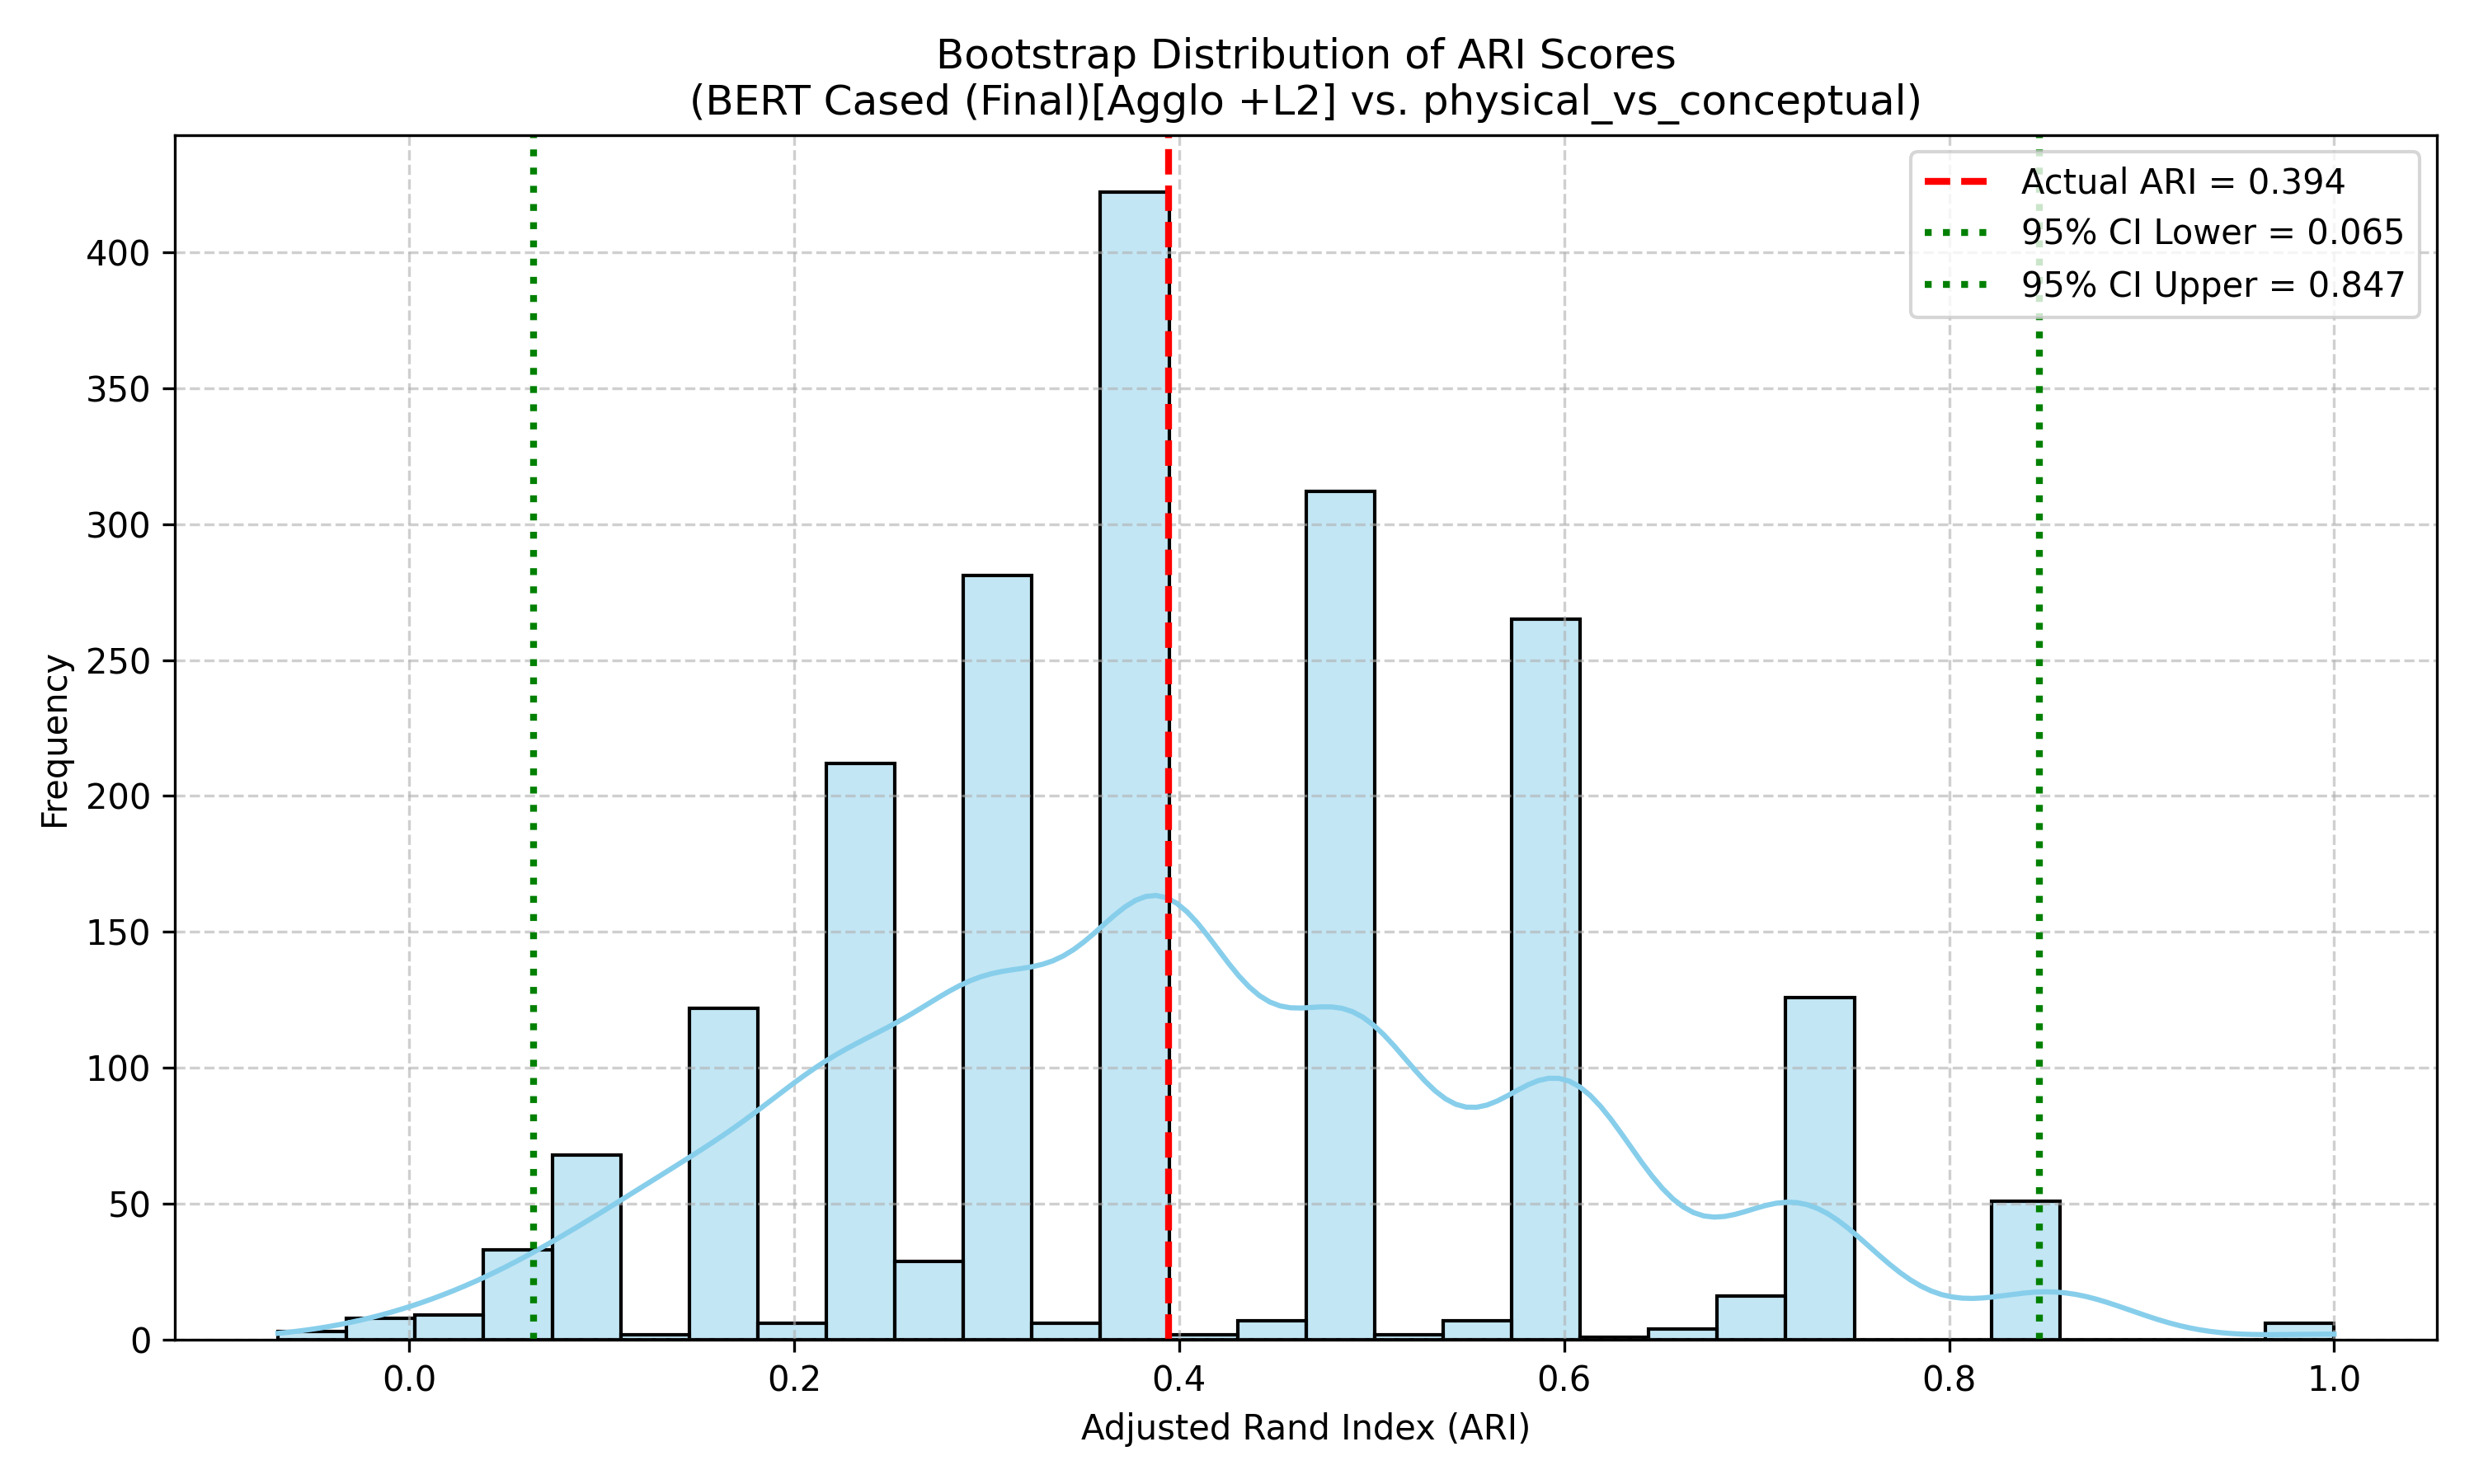 Bootstrap Distribution of ARI Scores
(BERT Cased (Final)[Agglo +L2] vs. physical_vs_conceptual)
Actual ARI = 0.394
95% CI Lower = 0.065
95% CI Upper = 0.847
Frequency
400
350
300
250
200
150
100
50
0
0.0 0.2 0.4 0.6 0.8 1.0
Adjusted Rand Index (ARI)